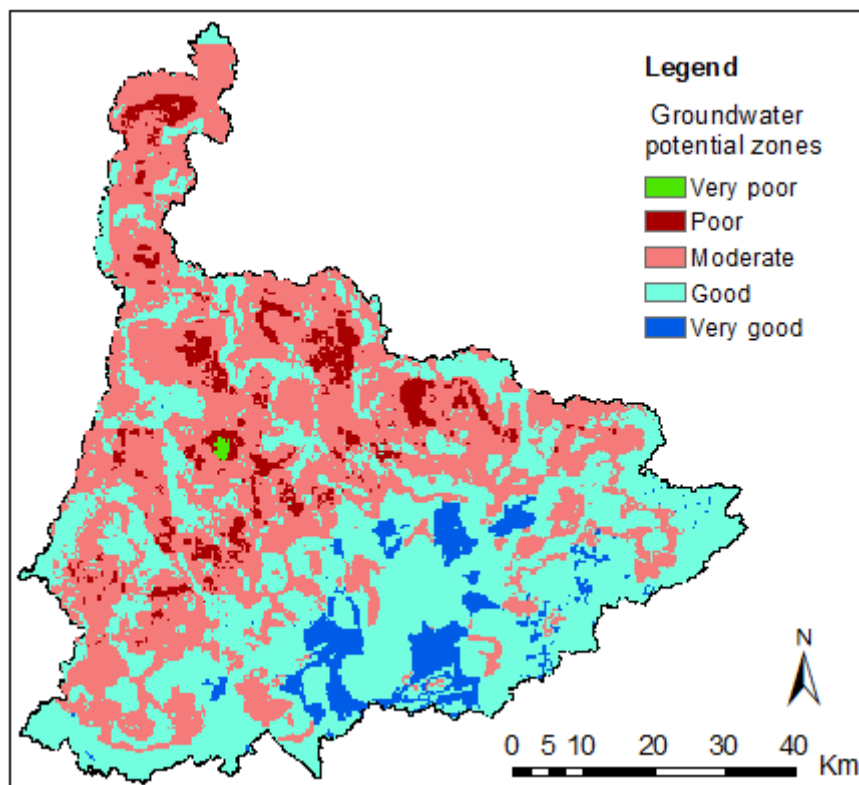 Legend
Groundwater
potential zones
Very poor
Poor
Moderate
Good
Very good
N
0 5 10 20 30 40
Km